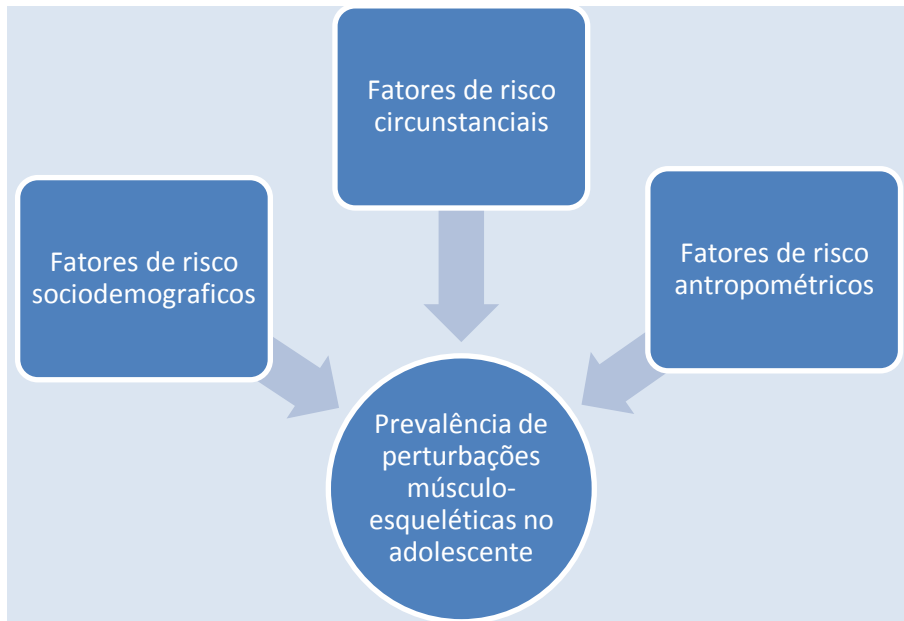 Fatores de risco
circunstanciais
Fatores de risco
sociodemograficos
Fatores de risco
antropométricos
Prevalência de
perturbações
músculo-
esqueléticas no
adolescente